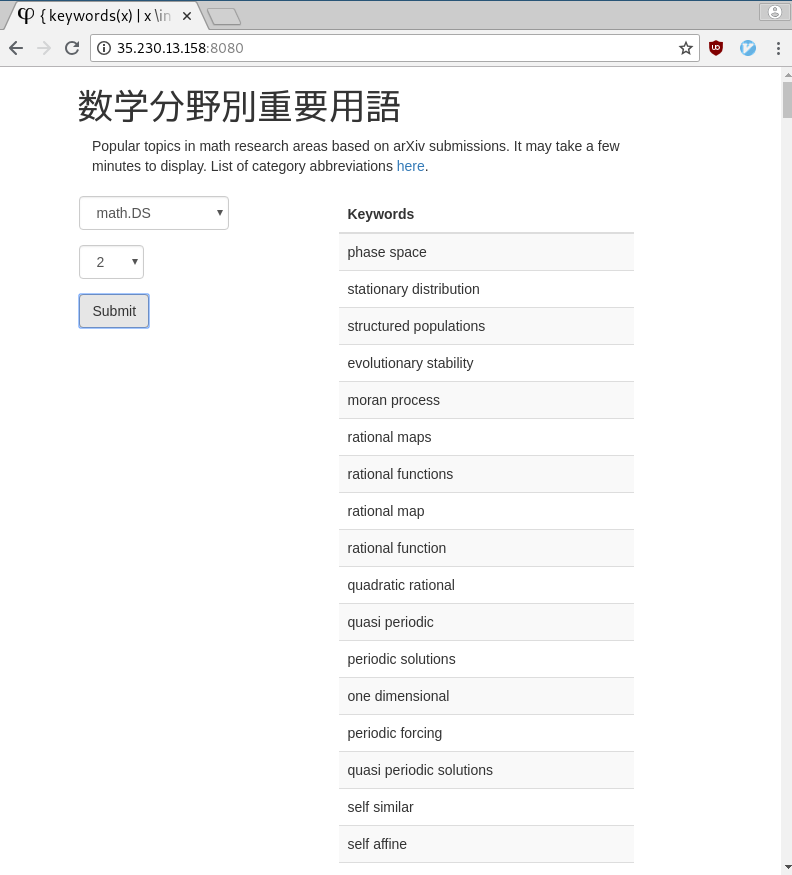 { keywords(x) | x \in
35.230.13.158:8080
数学分野別重要用語
Popular topics in math research areas based on arXiv submissions. It may take a few
minutes to display. List of category abbreviations here.
math.DS
2
Submit
Keywords
phase space
stationary distribution
structured populations
evolutionary stability
moran process
rational maps
rational functions
rational map
rational function
quadratic rational
quasi periodic
periodic solutions
one dimensional
periodic forcing
quasi periodic solutions
self similar
self affine